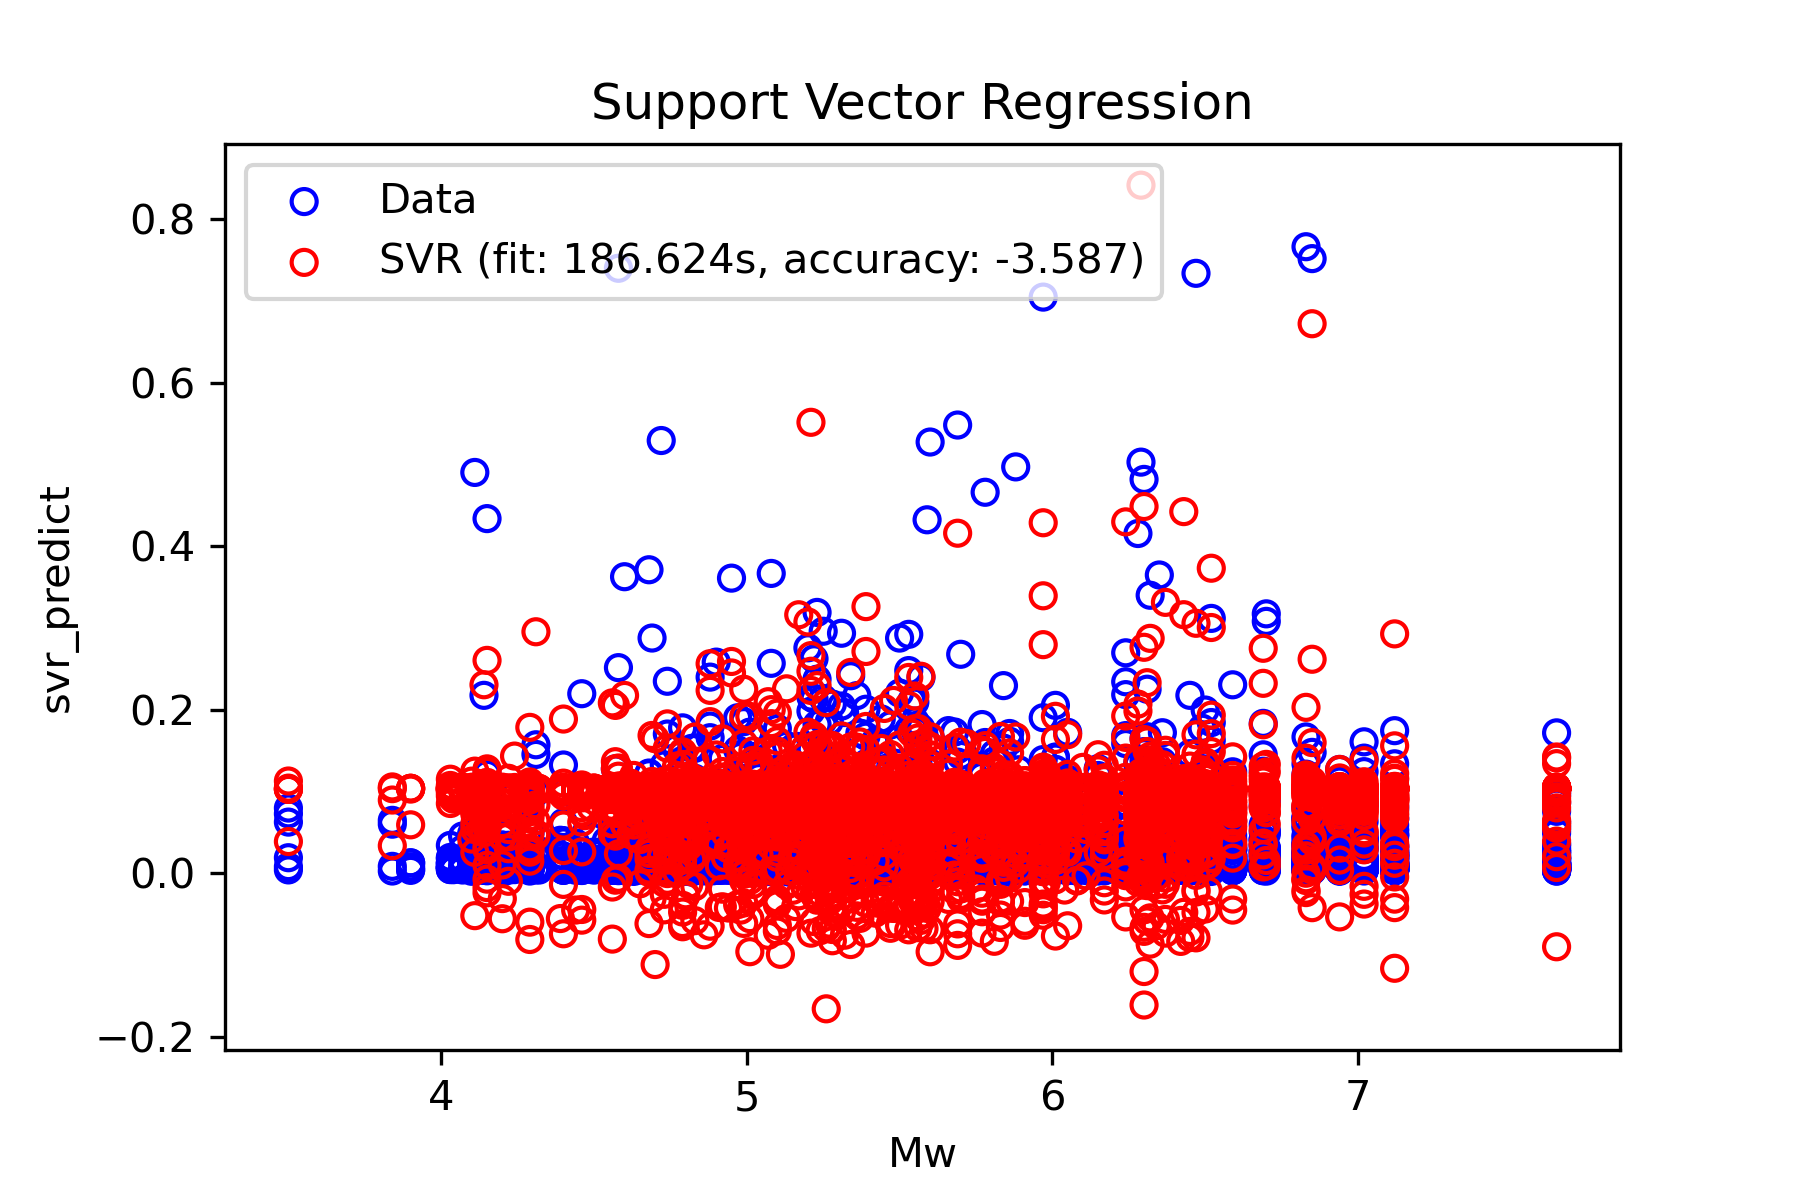 Support Vector Regression
Data
SVR (fit: 186.624s, accuracy: -3.587)
0.8
0.6
0.4
0.2
0.0
−0.2
svr_predict
4 5 6 7
Mw